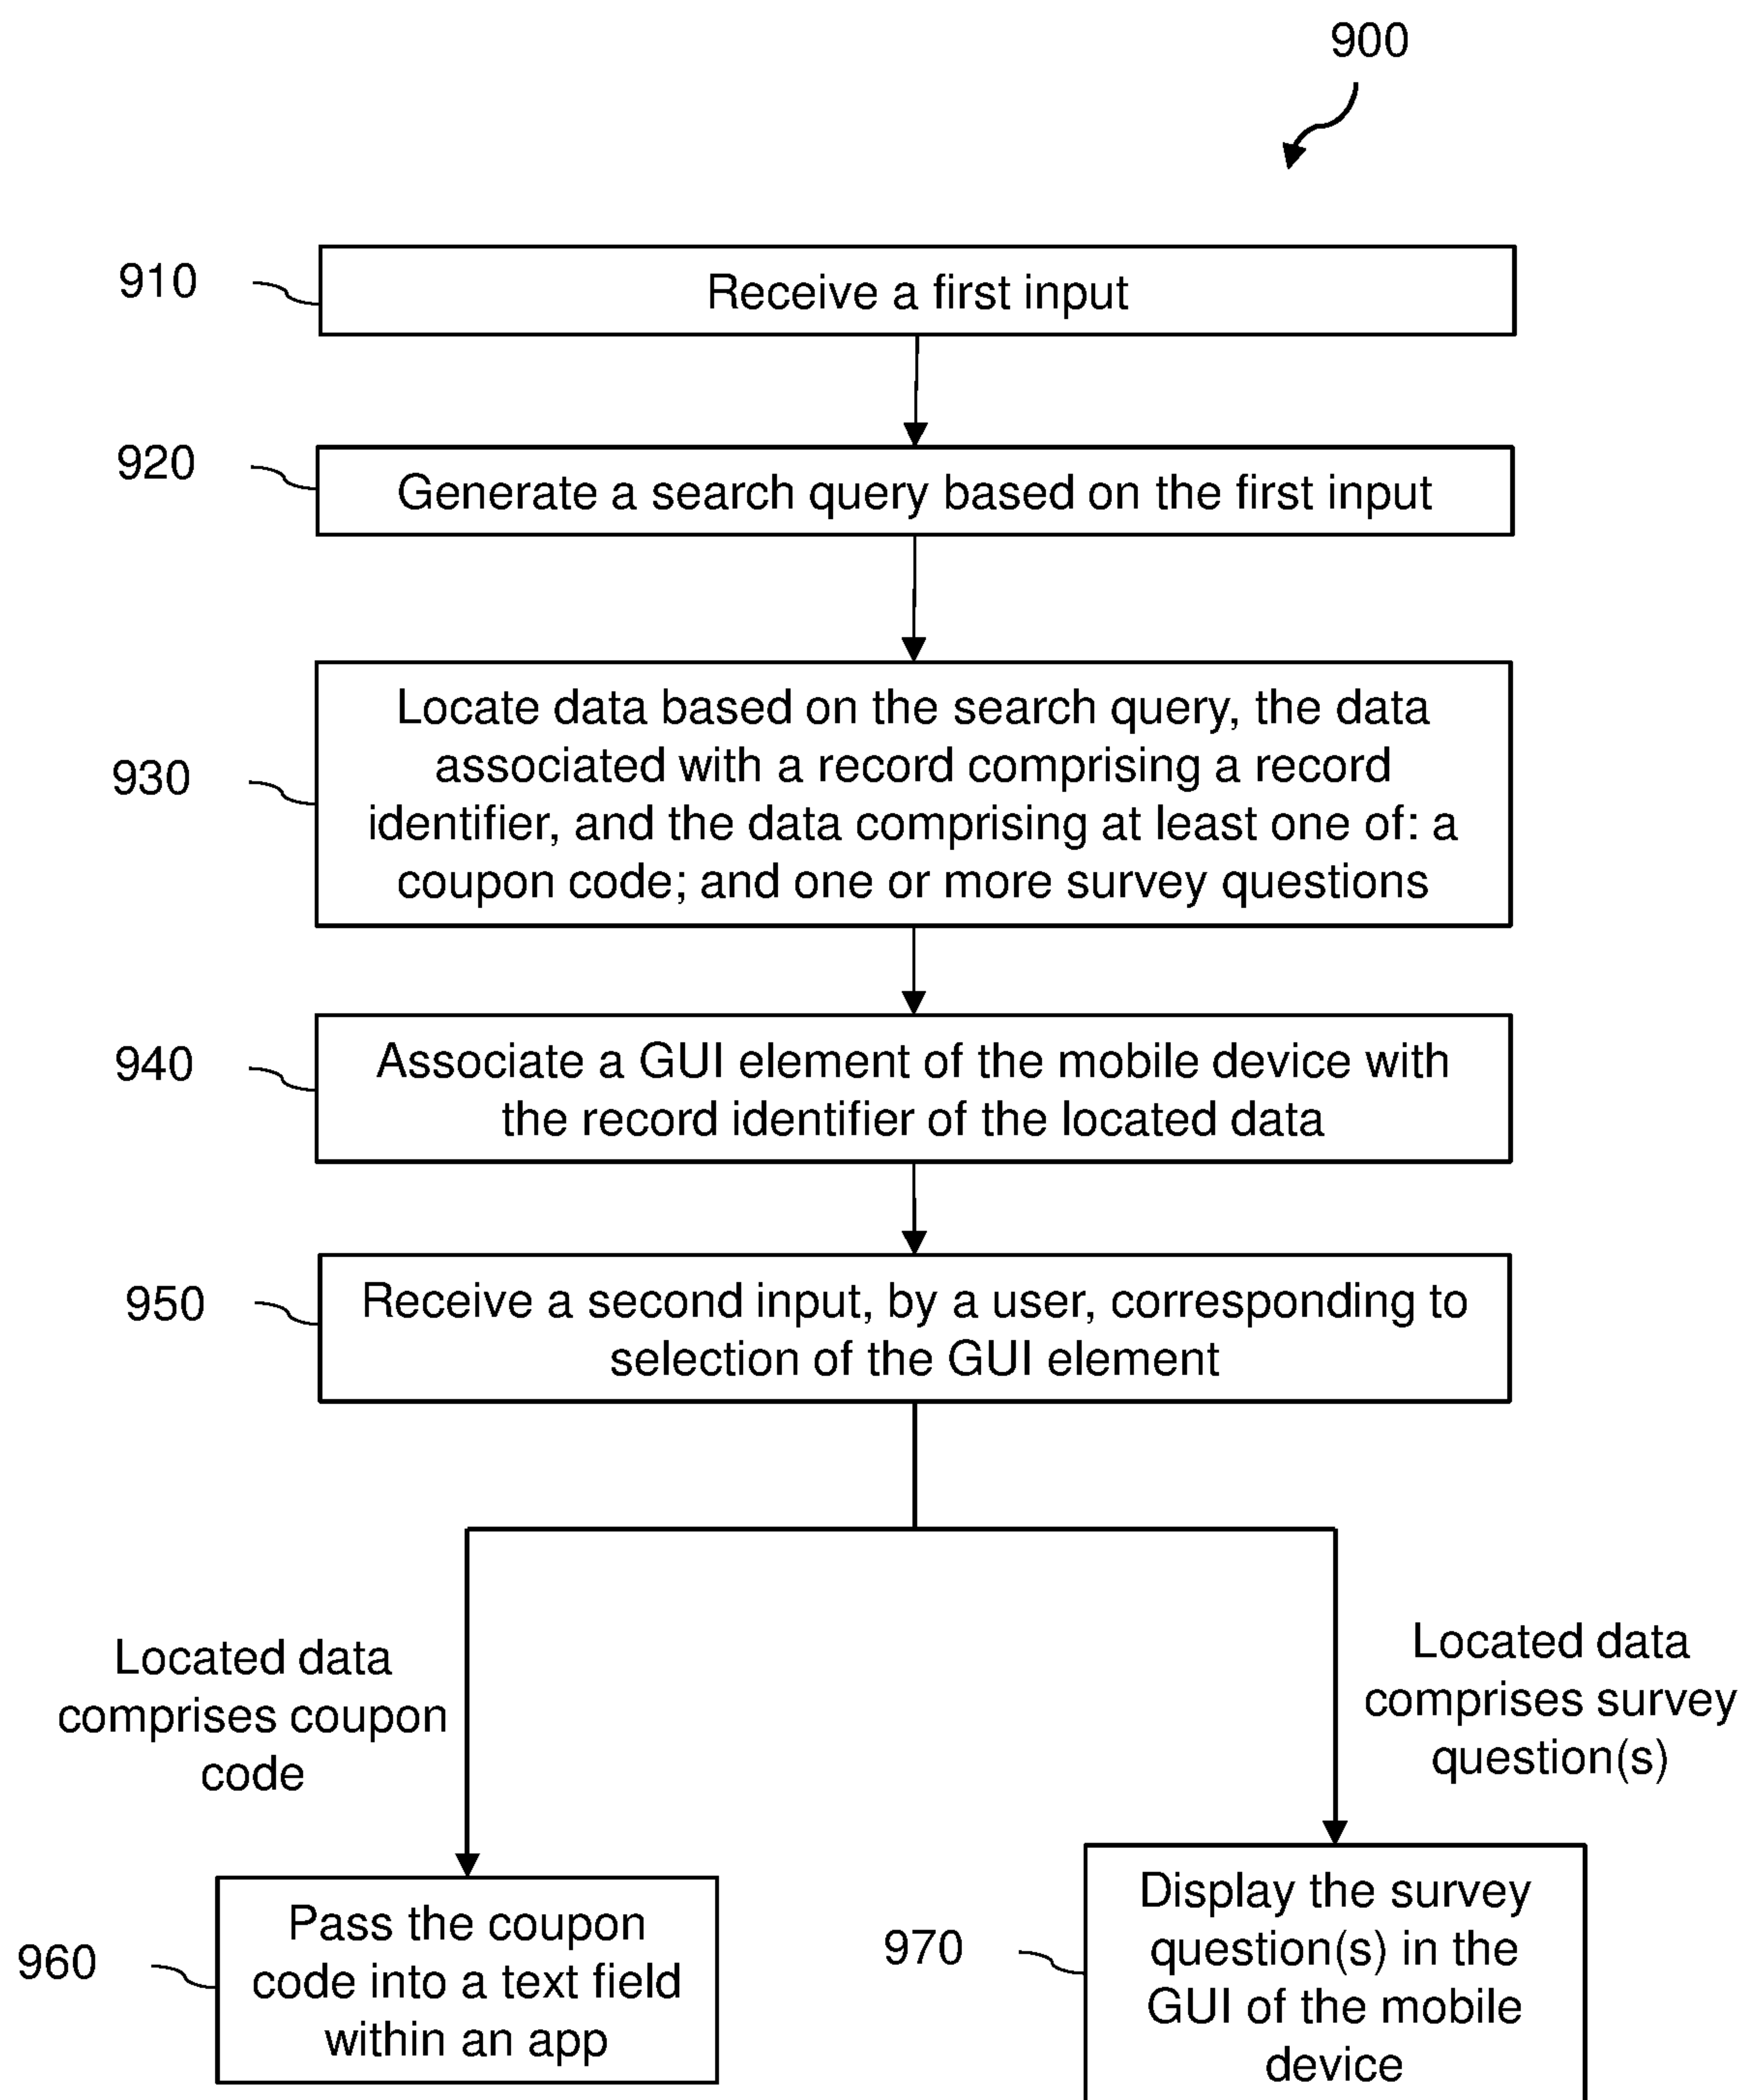 900
910
Receive a first input
920
Generate a search query based on the first input
930
Locate data based on the search query, the data
associated with a record comprising a record
identifier, and the data comprising at least one of: a
coupon code; and one or more survey questions
940
Associate a GUI element of the mobile device with
the record identifier of the located data
950
Receive a second input, by a user, corresponding to
selection of the GUI element
Located data
comprises coupon
code
Located data
comprises survey
question(s)
960
Pass the coupon
code into a text field
within an app
970
Display the survey
question(s) in the
GUI of the mobile
device